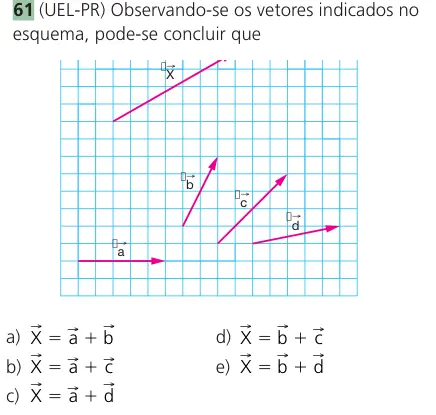 61 (UEL-PR) Observando-se os vetores indicados no
esquema, pode-se concluir que
X
b
c
d
a
a) X⃗ = a⃗ + b⃗
b) X⃗ = a⃗ + c⃗
c) X⃗ = a⃗ + d⃗
d) X⃗ = b⃗ + c⃗
e) X⃗ = b⃗ + d⃗